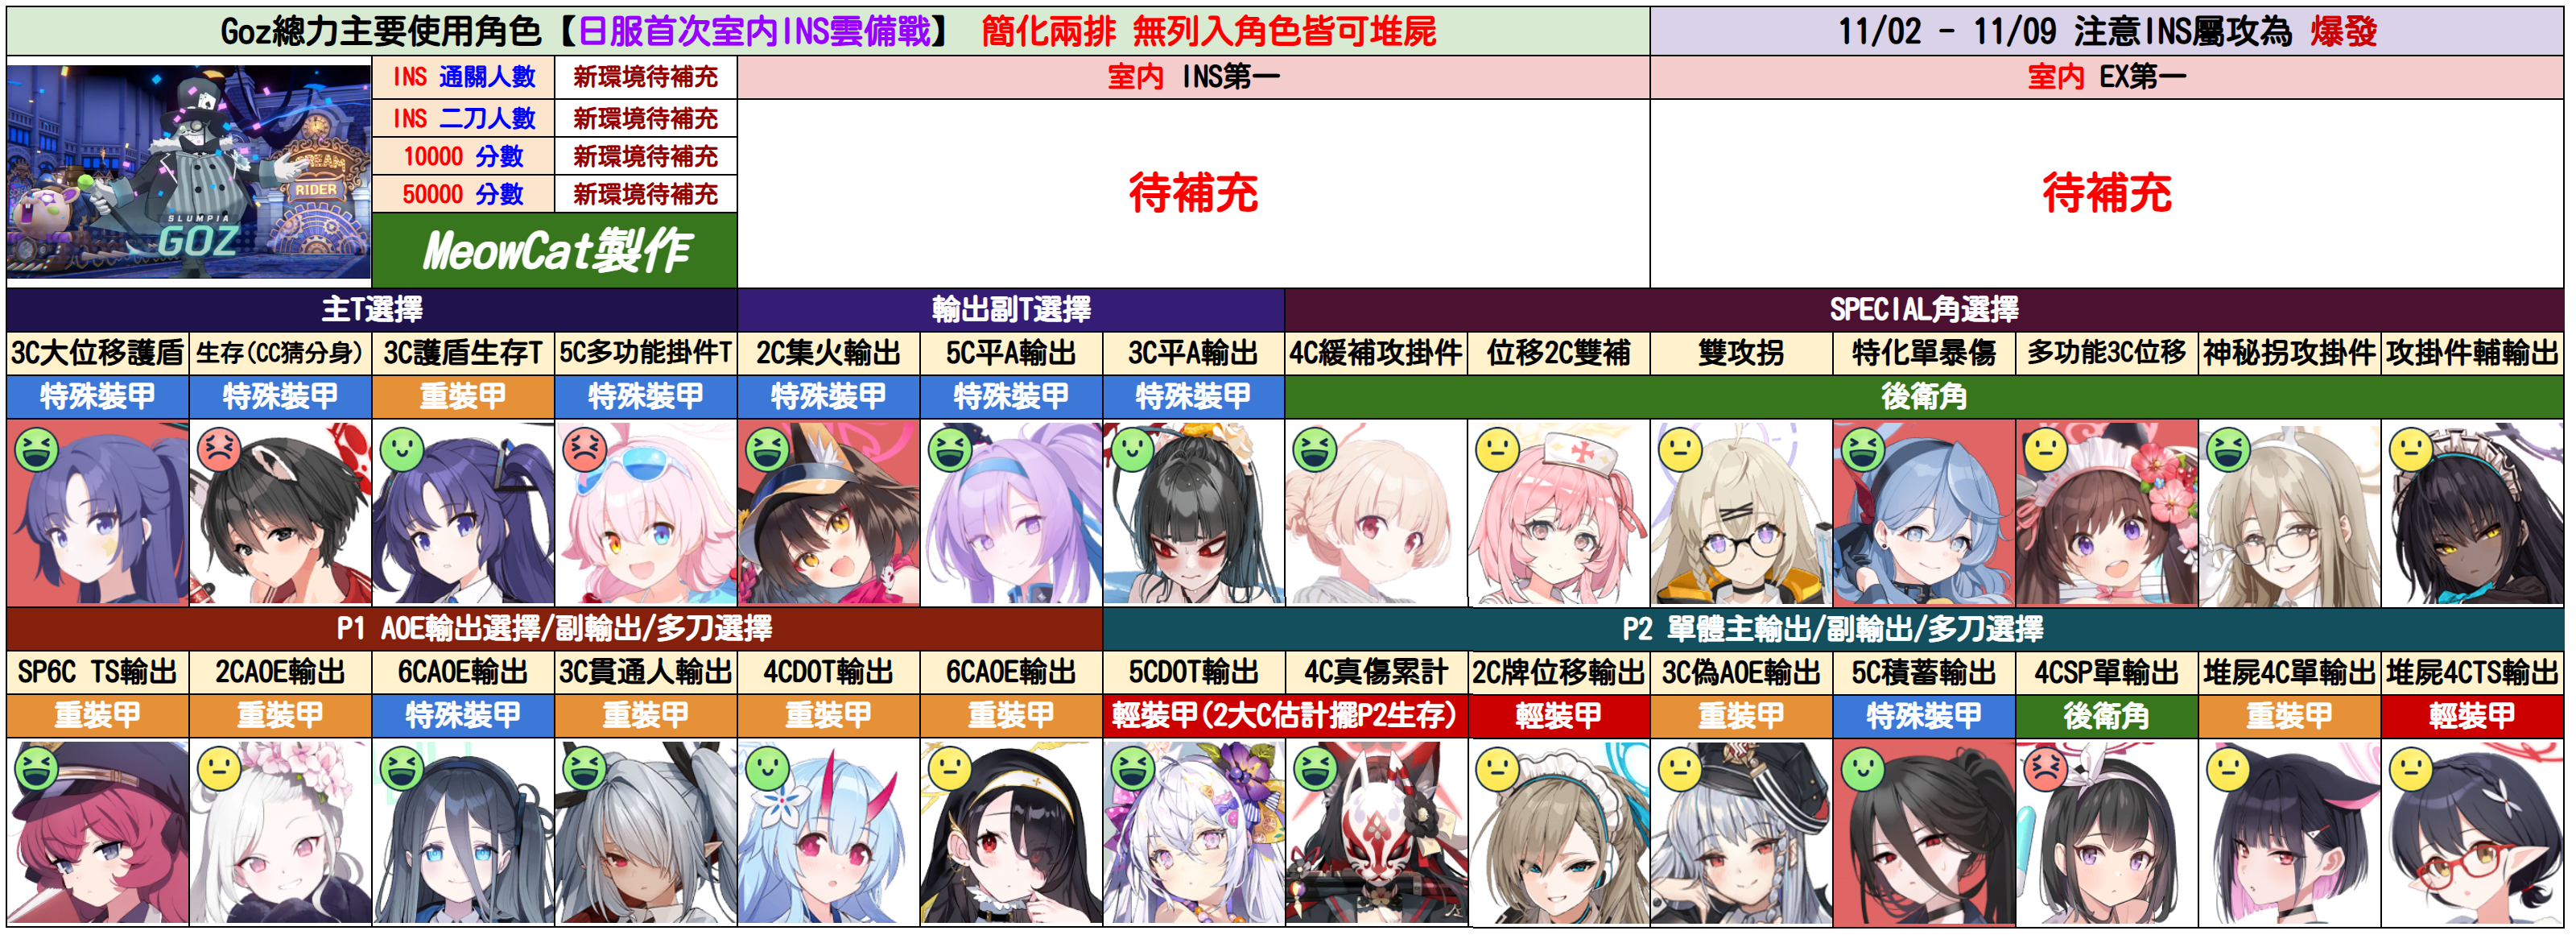 Goz總力主要使用角色【日服首次室内INS雲備戰】 簡化兩排 無列入角色皆可堆屍
11/02 - 11/09 注意INS屬攻為 爆發
INS 通關人數 新環境待補充
室内 INS第一
室内 EX第一
INS 二刀人數 新環境待補充
10000 分數 新環境待補充
50000 分數 新環境待補充
待補充
待補充
DREAM
RIDER
SLUMPIA
GOZ
MeowCat製作
主T選擇 輸出副T選擇 SPECIAL角選擇
3C大位移護盾 生存(CC猜分身) 3C護盾生存T 5C多功能掛件T 2C集火輸出 5C平A輸出 3C平A輸出 4C緩補攻掛件 位移2C雙補 雙攻拐 特化單暴傷 多功能3C位移 神秘拐攻掛件 攻掛件輔輸出
特殊裝甲 特殊裝甲 重裝甲 特殊裝甲 特殊裝甲 特殊裝甲 特殊裝甲 後衛角
P1 AOE輸出選擇/副輸出/多刀選擇 P2 單體主輸出/副輸出/多刀選擇
SP6C TS輸出 2CAOE輸出 6CAOE輸出 3C貫通人輸出 4CDOT輸出 6CAOE輸出 5CDOT輸出 4C真傷累計 2C牌位移輸出 3C偽AOE輸出 5C積蓄輸出 4CSP單輸出 堆屍4C單輸出 堆屍4CTS輸出
重裝甲 重裝甲 特殊裝甲 重裝甲 重裝甲 重裝甲 輕裝甲(2大C估計擺P2生存) 輕裝甲 重裝甲 特殊裝甲 後衛角 重裝甲 輕裝甲